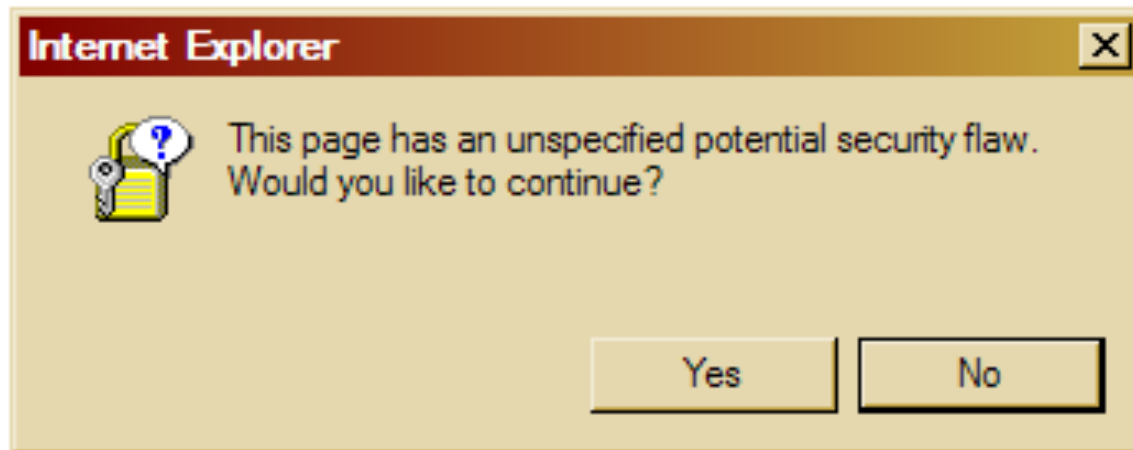 Internet Explorer
?
This page has an unspecified potential security flaw.
Would you like to continue?
Yes
No